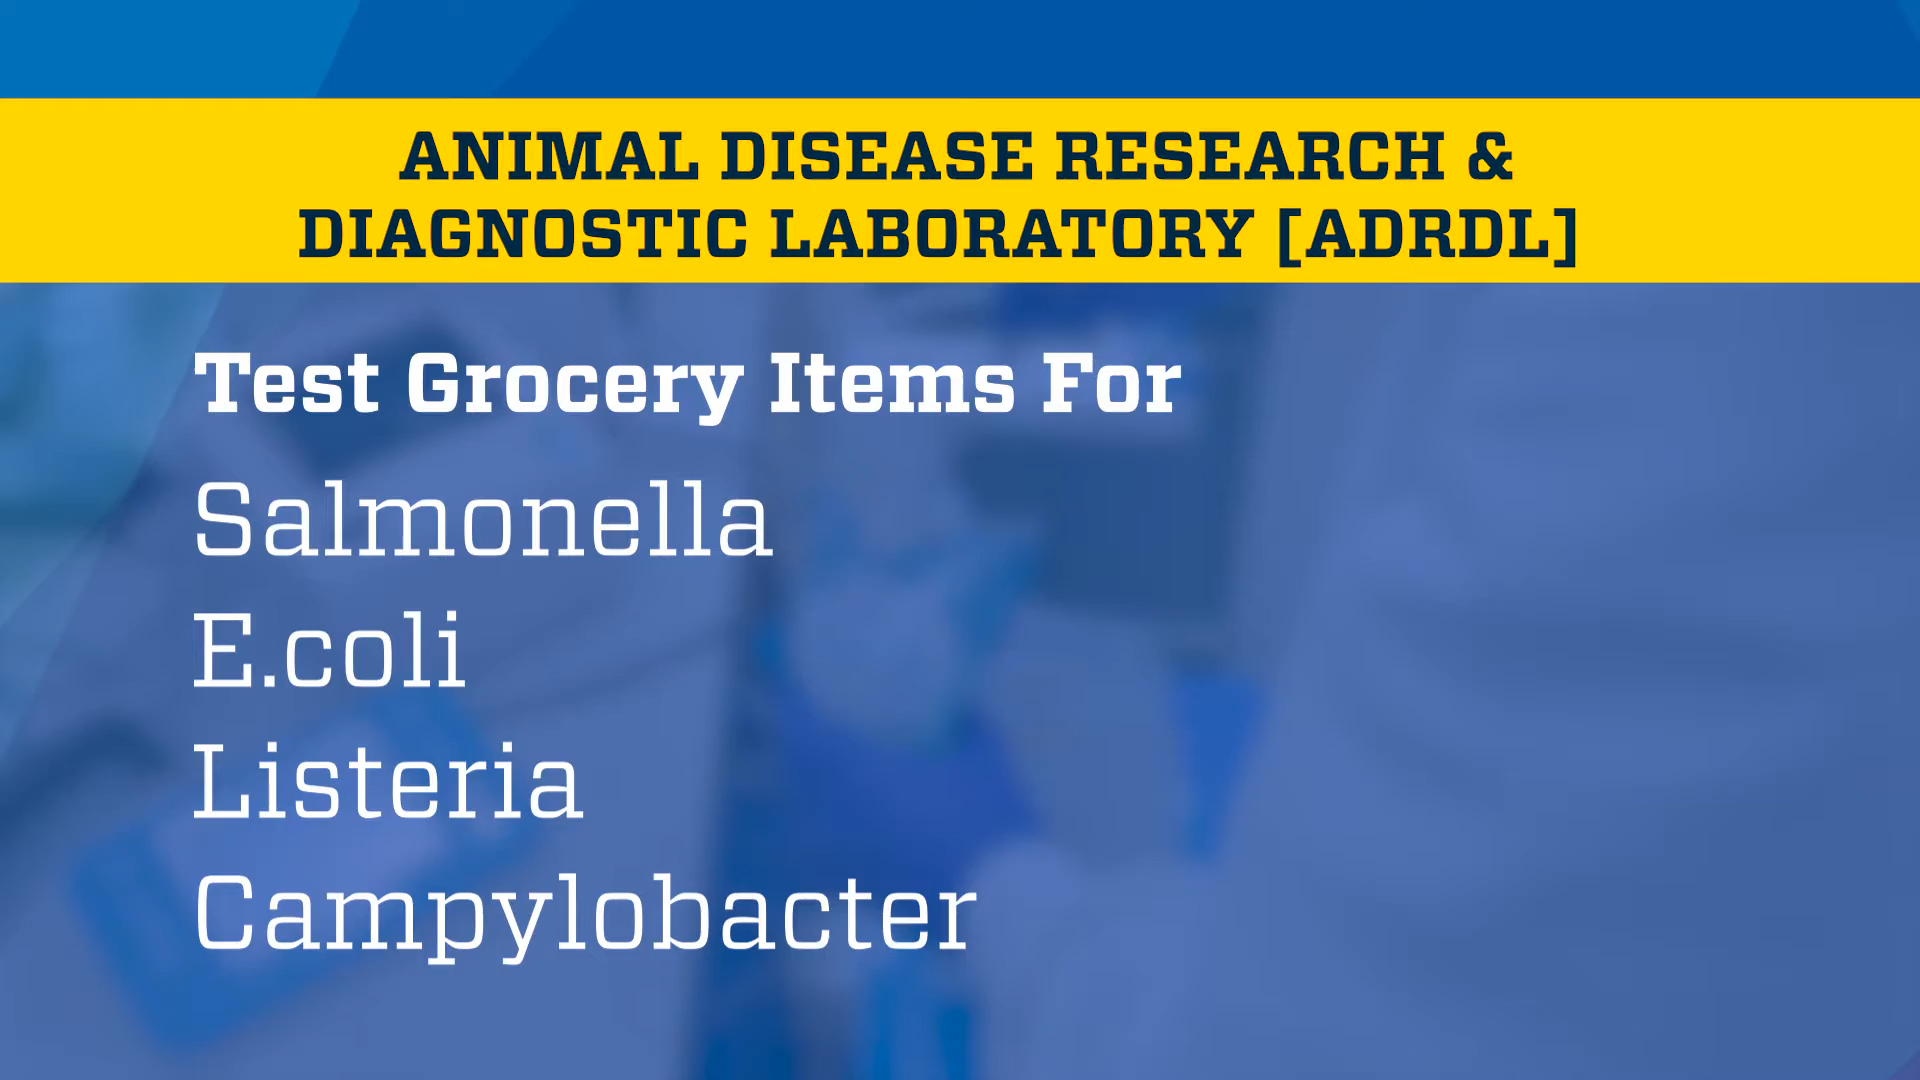 ANIMAL DISEASE RESEARCH &
DIAGNOSTIC LABORATORY [ADRDL]
Test Grocery Items For
Salmonella
E.coli
Listeria
Campylobacter